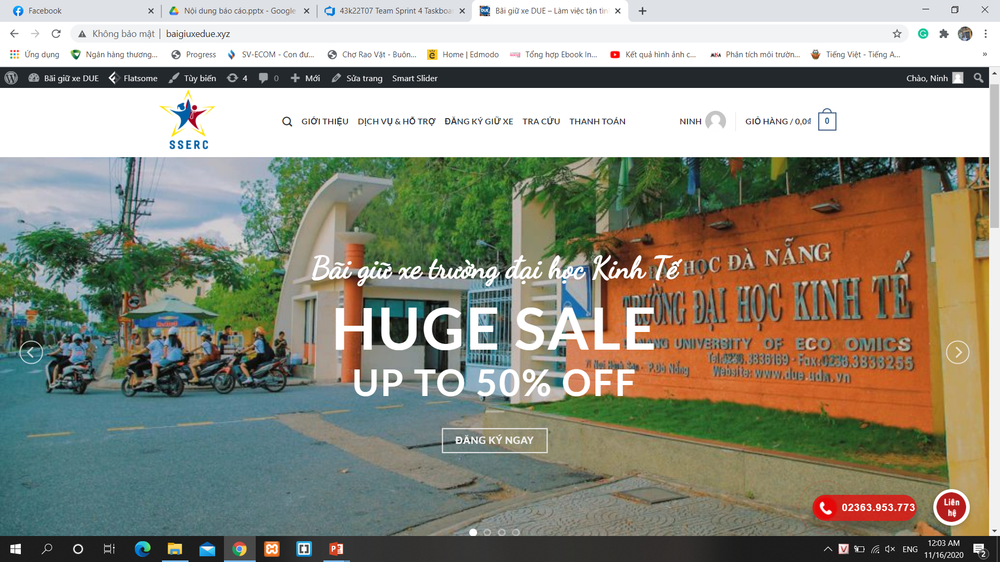 Facebook
Nội dung báo cáo.pptx - Google
43k22T07 Team Sprint 4 Taskboa
Bãi giữ xe DUE – Làm việc tận tìn
Không bảo mật
baigiuxedue.xyz
Ứng dụng
Ngân hàng thương...
Progress
SV-ECOM - Con đư...
Chợ Rao Vặt - Buôn...
Home | Edmodo
Tổng hợp Ebook In...
Kết quả hình ảnh c...
MISA
Phân tích môi trườn...
Tiếng Việt - Tiếng A...
»
Bãi giữ xe DUE
Flatsome
Tùy biến
4
0
Mới
Sửa trang
Smart Slider
Chào, Ninh
SSERC
GIỚI THIỆU
DỊCH VỤ & HỖ TRỢ
ĐĂNG KÝ GIỮ XE
TRA CỨU
THANH TOÁN
NINH
GIỎ HÀNG / 0,0₫
0
Bãi giữ xe trường đại học Kinh Tế
HUGE SALE
UP TO 50% OFF
ĐĂNG KÝ NGAY
HỌC ĐÀ NẴNG
TRƯỜNG ĐẠI HỌC KINH TẾ
UNIVERSITY OF ECONOMICS
Tel:0236.3836169 - Fax:0236.3836255
71 Ngũ Hành Sơn - P.Đà Nẵng
Website: www.due.udn.vn
02363.953.773
Liên
hệ
ENG
12:03 AM
11/16/2020
2